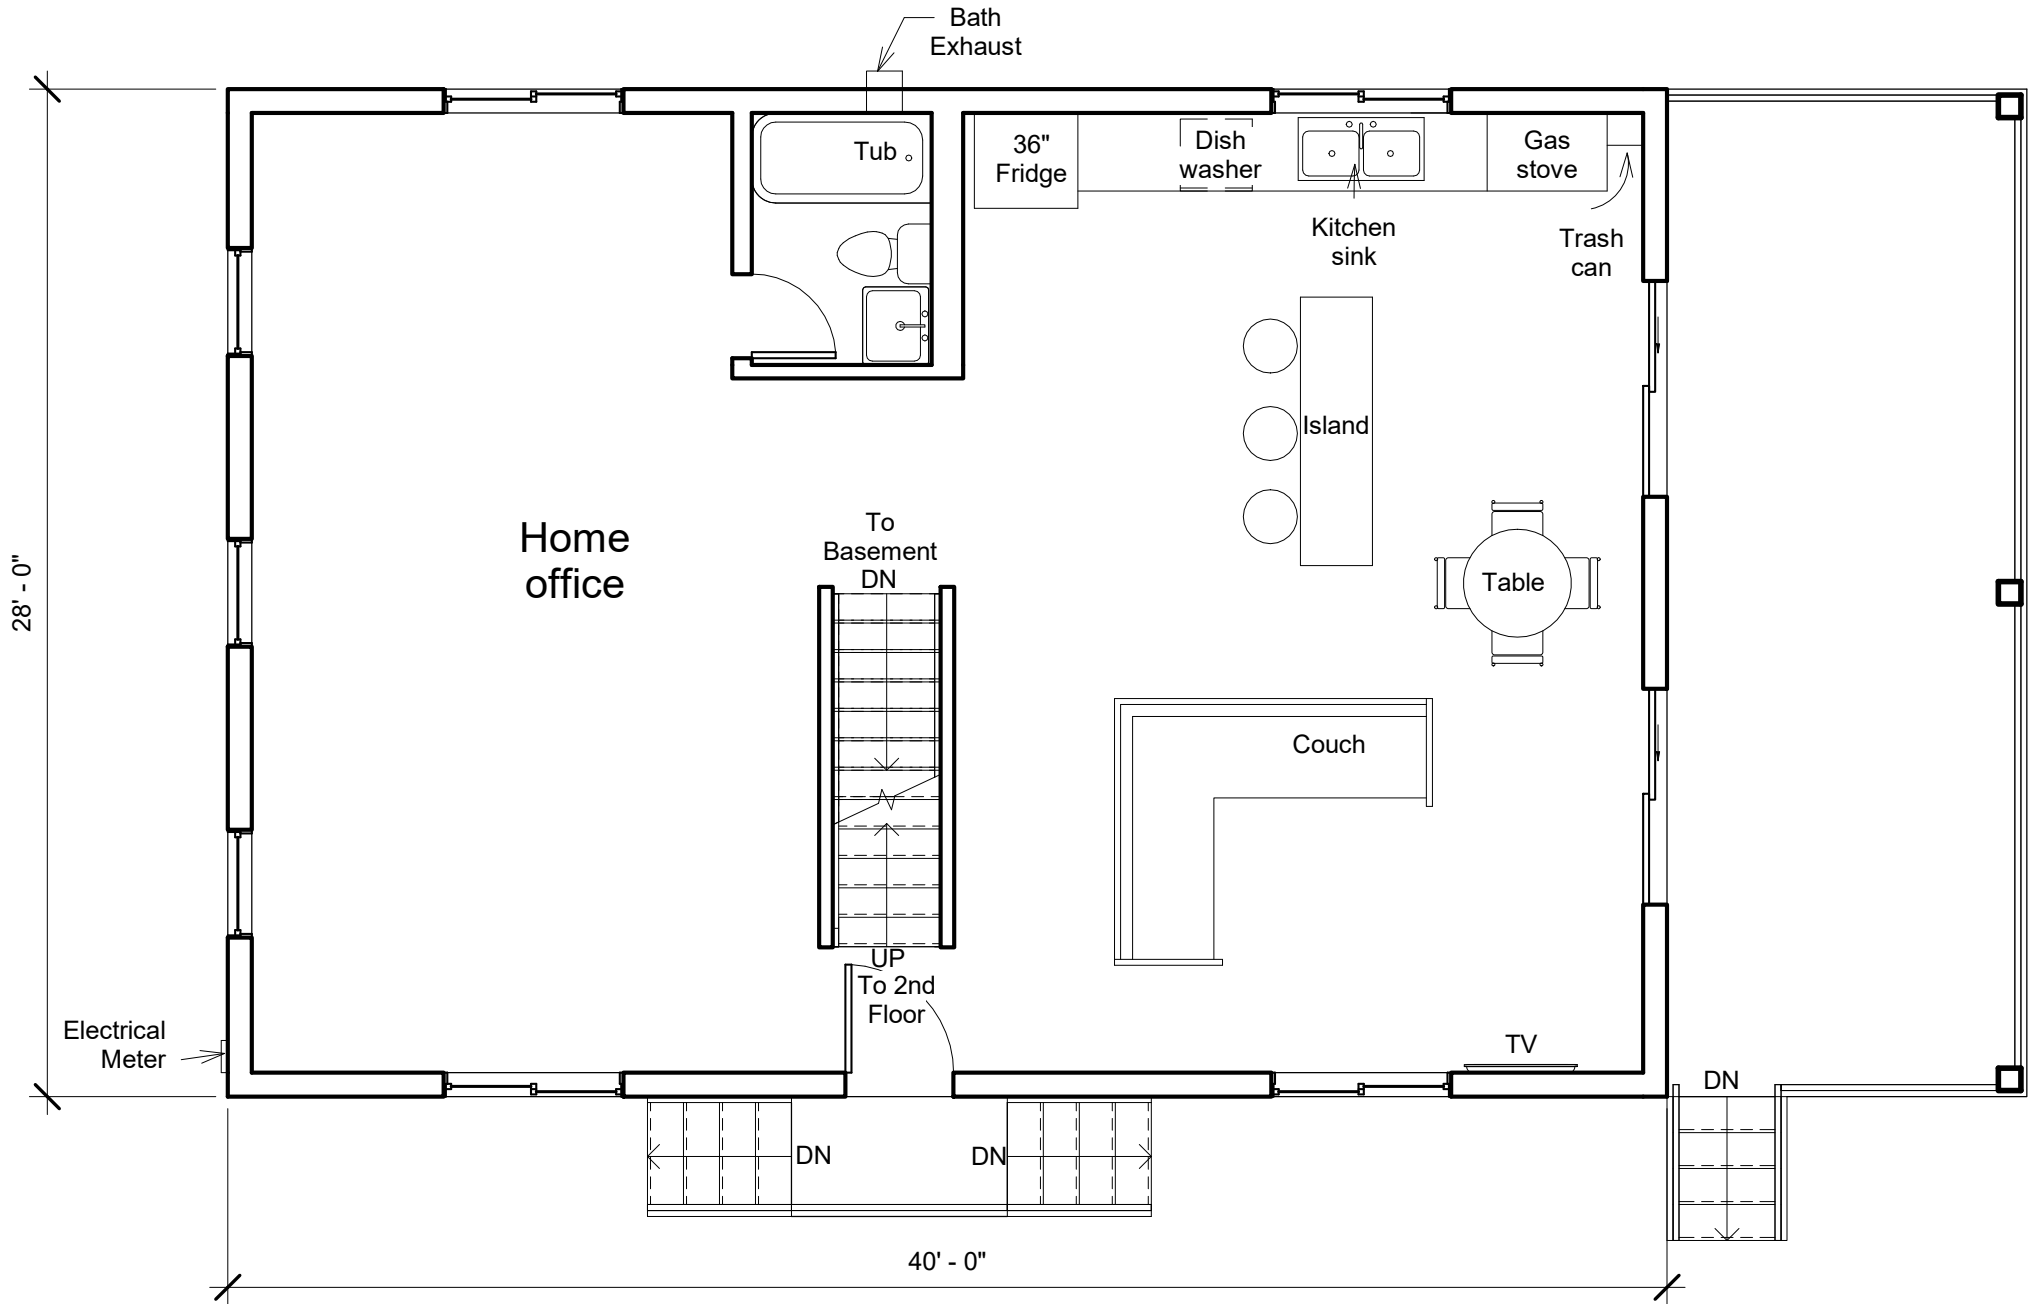 Bath
Exhaust
Tub
36"
Fridge
Dish
washer
Gas
stove
Kitchen
sink
Trash
can
Island
To
Basement
DN
Home
office
28' - 0"
Table
Couch
UP
To 2nd
Floor
Electrical
Meter
TV
DN
DN
DN
40' - 0"